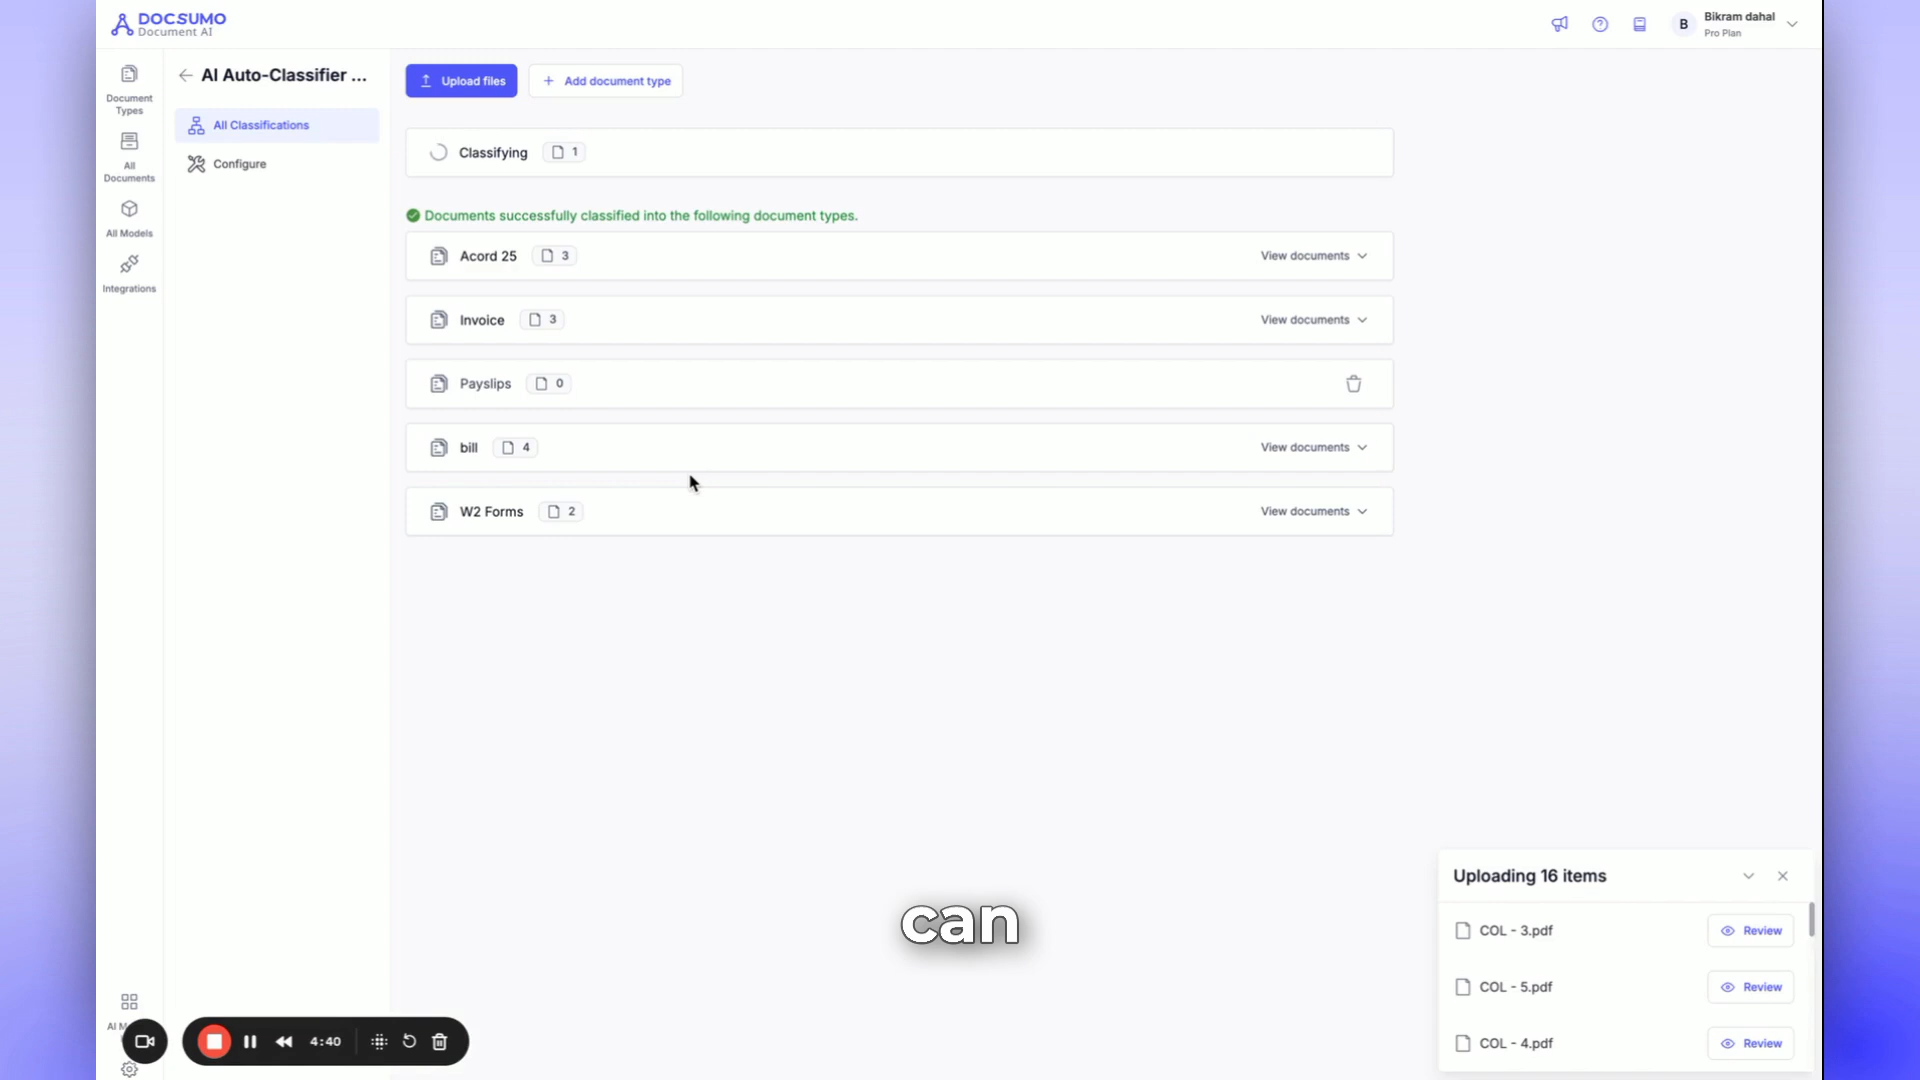 DOCSUMO
Document AI
B
Bikram dahal
Pro Plan
Document
Types
All
Documents
All Models
Integrations
AI Auto-Classifier ...
All Classifications
Configure
Upload files
Add document type
Classifying 1
Documents successfully classified into the following document types.
Acord 25 3 View documents
Invoice 3 View documents
Payslips 0
bill 4 View documents
W2 Forms 2 View documents
can
Uploading 16 items
COL - 3.pdf Review
COL - 5.pdf Review
COL - 4.pdf Review
AI
4:40